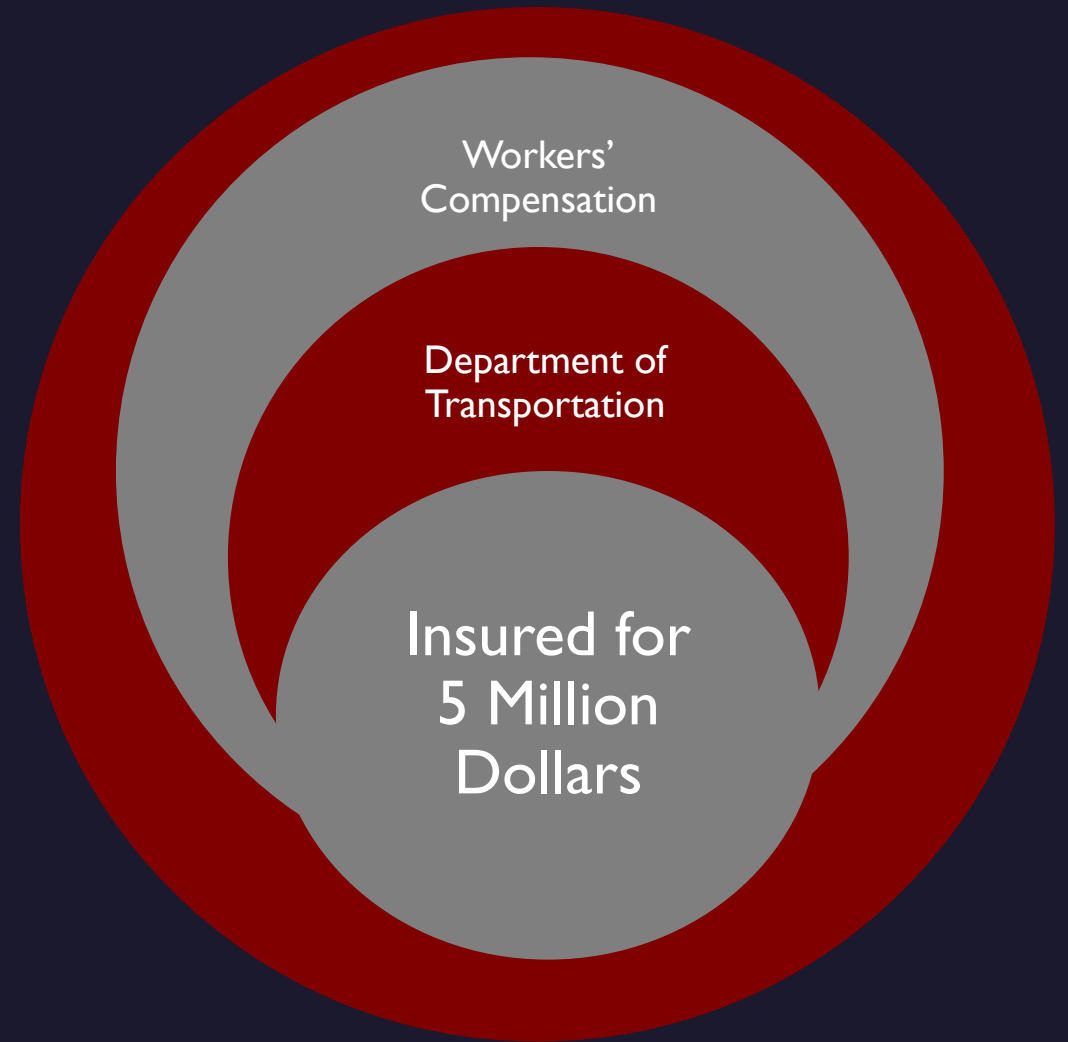 Workers’
Compensation
Department of
Transportation
Insured for
5 Million
Dollars